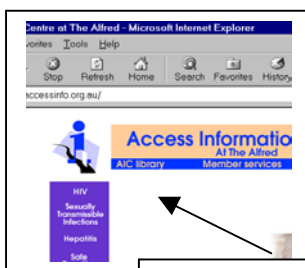 Centre at The Alfred - Microsoft Internet Explorer
vorites Tools Help
Stop Refresh Home Search Favorites History
accessinfo.org.au/
Access Informatio
At The Alfred
AIC library Member services
HIV
Sexually
Transmissible
Infections
Hepatitis
Safe